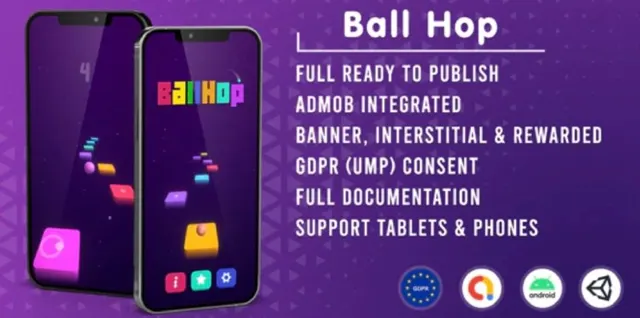 Ball Hop
FULL READY TO PUBLISH
ADMOB INTEGRATED
BANNER, INTERSTITIAL & REWARDED
GDPR (UMP) CONSENT
FULL DOCUMENTATION
SUPPORT TABLETS & PHONES
4
BallHop
GDPR
android